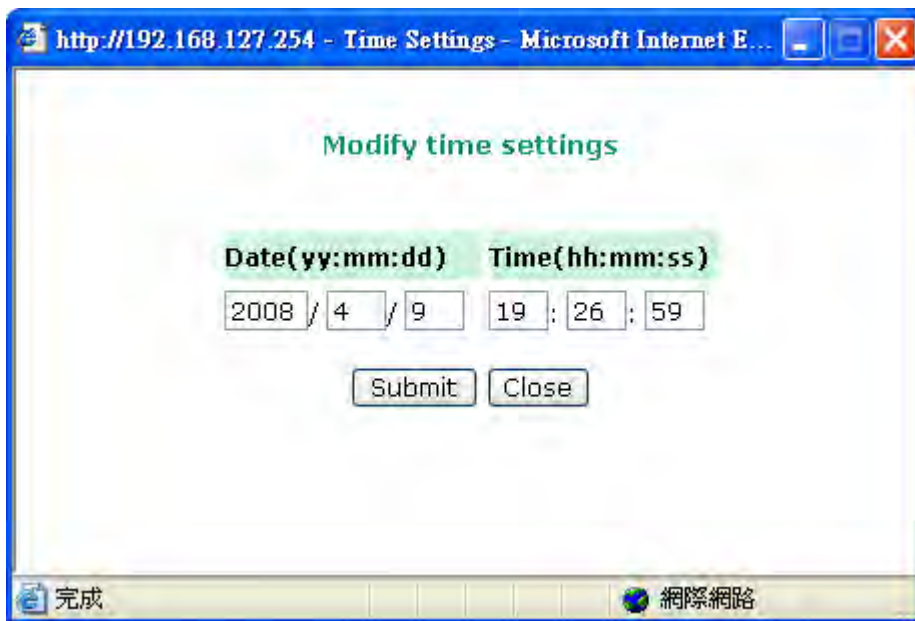 http://192.168.127.254 - Time Settings - Microsoft Internet E...
Modify time settings
Date(yy:mm:dd) Time(hh:mm:ss)
2008 / 4 / 9 19 : 26 : 59
Submit Close
完成 網際網路